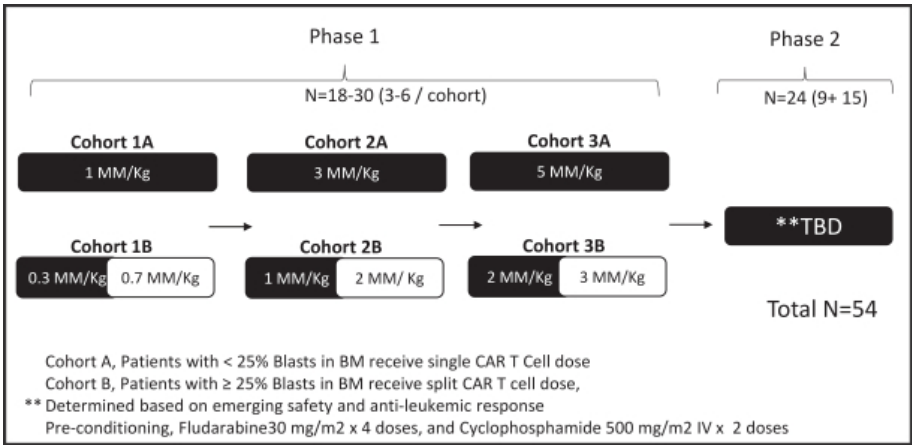 Phase 1
Phase 2
N=18-30 (3-6 / cohort)
N=24 (9+ 15)
Cohort 1A
Cohort 2A
Cohort 3A
1 MM/Kg
3 MM/Kg
5 MM/Kg
**TBD
Cohort 1B
Cohort 2B
Cohort 3B
0.3 MM/Kg
0.7 MM/Kg
1 MM/Kg
2 MM/ Kg
2 MM/Kg
3 MM/Kg
Total N=54
Cohort A, Patients with < 25% Blasts in BM receive single CAR T Cell dose
Cohort B, Patients with ≥ 25% Blasts in BM receive split CAR T cell dose,
** Determined based on emerging safety and anti-leukemic response
Pre-conditioning, Fludarabine30 mg/m2 x 4 doses, and Cyclophosphamide 500 mg/m2 IV x 2 doses